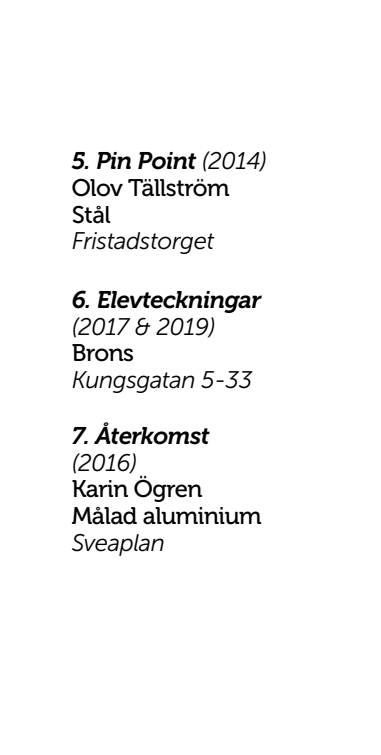 5. Pin Point (2014)
Olov Tällström
Stål
Fristadstorget
6. Elevteckningar
(2017 & 2019)
Brons
Kungsgatan 5-33
7. Återkomst
(2016)
Karin Ögren
Målad aluminium
Sveaplan